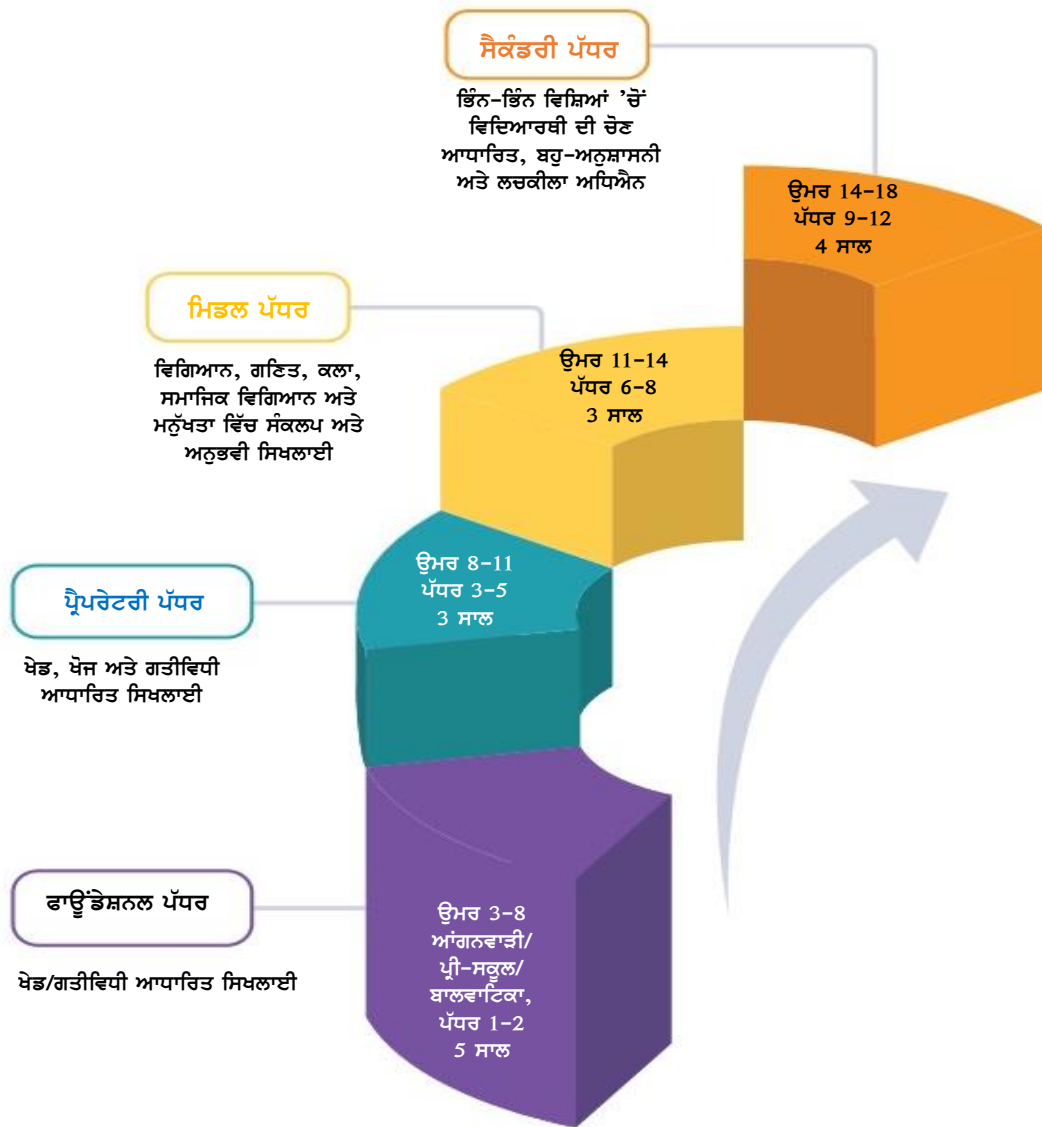 ਸੈਕੰਡਰੀ ਪੱਧਰ
ਭਿੰਨ-ਭਿੰਨ ਵਿਸ਼ਿਆਂ ’ਚੋਂ
ਵਿਦਿਆਰਥੀ ਦੀ ਚੋਣ
ਆਧਾਰਿਤ, ਬਹੁ-ਅਨੁਸ਼ਾਸਨੀ
ਅਤੇ ਲਚਕੀਲਾ ਅਧਿਐਨ
ਉਮਰ 14-18
ਪੱਧਰ 9-12
4 ਸਾਲ
ਮਿਡਲ ਪੱਧਰ
ਵਿਗਿਆਨ, ਗਣਿਤ, ਕਲਾ,
ਸਮਾਜਿਕ ਵਿਗਿਆਨ ਅਤੇ
ਮਨੁੱਖਤਾ ਵਿੱਚ ਸੰਕਲਪ ਅਤੇ
ਅਨੁਭਵੀ ਸਿਖਲਾਈ
ਉਮਰ 11-14
ਪੱਧਰ 6-8
3 ਸਾਲ
ਪ੍ਰੈਪਰੇਟਰੀ ਪੱਧਰ
ਖੇਡ, ਖੋਜ ਅਤੇ ਗਤੀਵਿਧੀ
ਆਧਾਰਿਤ ਸਿਖਲਾਈ
ਉਮਰ 8-11
ਪੱਧਰ 3-5
3 ਸਾਲ
ਫਾਊਂਡੇਸ਼ਨਲ ਪੱਧਰ
ਖੇਡ/ਗਤੀਵਿਧੀ ਆਧਾਰਿਤ ਸਿਖਲਾਈ
ਉਮਰ 3-8
ਆਂਗਨਵਾੜੀ/
ਪ੍ਰੀ-ਸਕੂਲ/
ਬਾਲਵਾਟਿਕਾ,
ਪੱਧਰ 1-2
5 ਸਾਲ